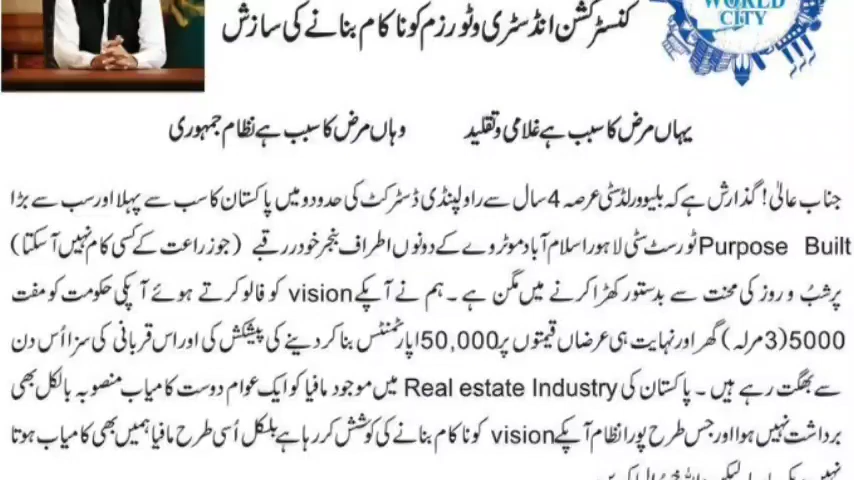 WORLD
CITY
کنسٹرکشن انڈسٹری وٹورزم کو ناکام بنانے کی سازش
یہاں مرض کا سبب ہے غلامی و تقلید وہاں مرض کا سبب ہے نظام جمہوری
جناب عالیٰ! گذارش ہے کہ بلیو ورلڈ سٹی عرصہ 4 سال سے راولپنڈی ڈسٹرکٹ کی حدودو میں پاکستان کا سب سے پہلا اور سب سے بڑا
Purpose Built ٹورسٹ سٹی لاہور اسلام آباد موٹروے کے دونوں اطراف بنجر خودرر رقبے (جو زراعت کے کسی کام نہیں آسکتا)
پر شب و روز کی محنت سے بدستور کھڑا کرنے میں مگن ہے ۔ ہم نے آپکے vision کو فالو کرتے ہوئے آپکی حکومت کو مفت
5000(3 مرلہ) گھر اور نہایت ہی عرضاں قیمتوں پر 50,000 اپارٹمنٹس بنا کر دینے کی پیشکش کی اور اس قربانی کی سزا اُس دن
سے بھگت رہے ہیں ۔ پاکستان کی Real estate Industry میں موجود مافیا کو ایک عوام دوست کامیاب منصوبہ بالکل بھی
برداشت نہیں ہوا اور جس طرح پورا نظام آپکے vision کو ناکام بنانے کی کوشش کررہا ہے بلکل اُسی طرح مافیا ہمیں بھی کامیاب ہوتا